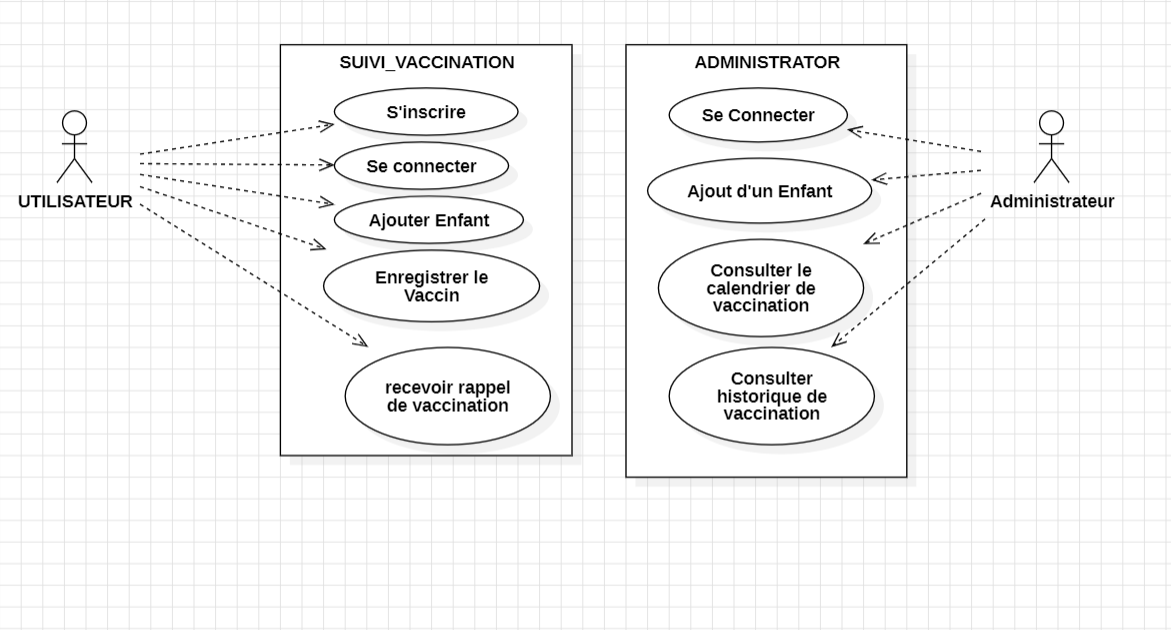 UTILISATEUR
SUIVI_VACCINATION
S'inscrire
Se connecter
Ajouter Enfant
Enregistrer le
Vaccin
recevoir rappel
de vaccination
ADMINISTRATOR
Se Connecter
Ajout d'un Enfant
Consulter le
calendrier de
vaccination
Consulter
historique de
vaccination
Administrateur